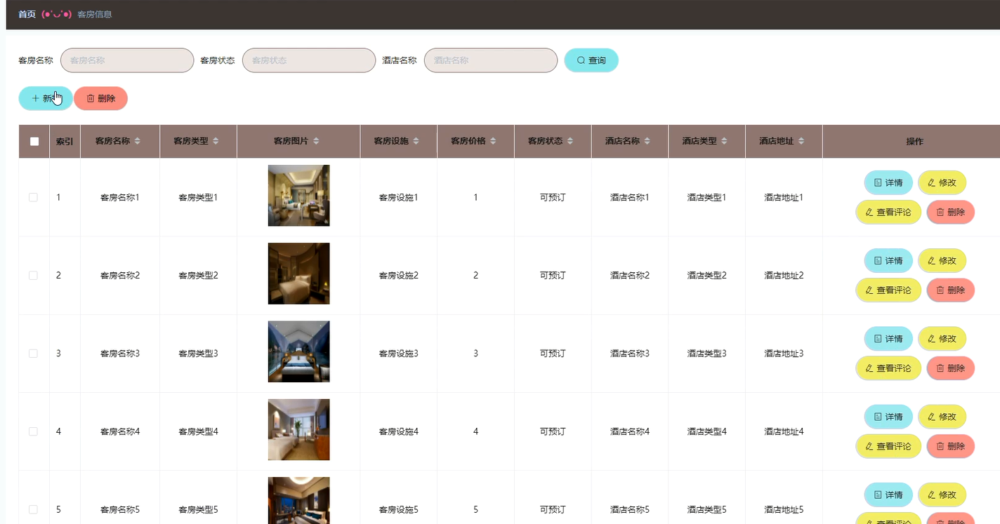 首页 (●'◡'●) 客房信息
客房名称 客房名称 客房状态 客房状态 酒店名称 酒店名称 查询
新 删除
索引 客房名称 客房类型 客房图片 客房设施 客房价格 客房状态 酒店名称 酒店类型 酒店地址 操作
1 客房名称1 客房类型1 客房设施1 1 可预订 酒店名称1 酒店类型1 酒店地址1 详情 修改
查看评论 删除
2 客房名称2 客房类型2 客房设施2 2 可预订 酒店名称2 酒店类型2 酒店地址2 详情 修改
查看评论 删除
3 客房名称3 客房类型3 客房设施3 3 可预订 酒店名称3 酒店类型3 酒店地址3 详情 修改
查看评论 删除
4 客房名称4 客房类型4 客房设施4 4 可预订 酒店名称4 酒店类型4 酒店地址4 详情 修改
查看评论 删除
5 客房名称5 客房类型5 客房设施5 5 可预订 酒店名称5 酒店类型5 酒店地址5 详情 修改
查看评论 删除